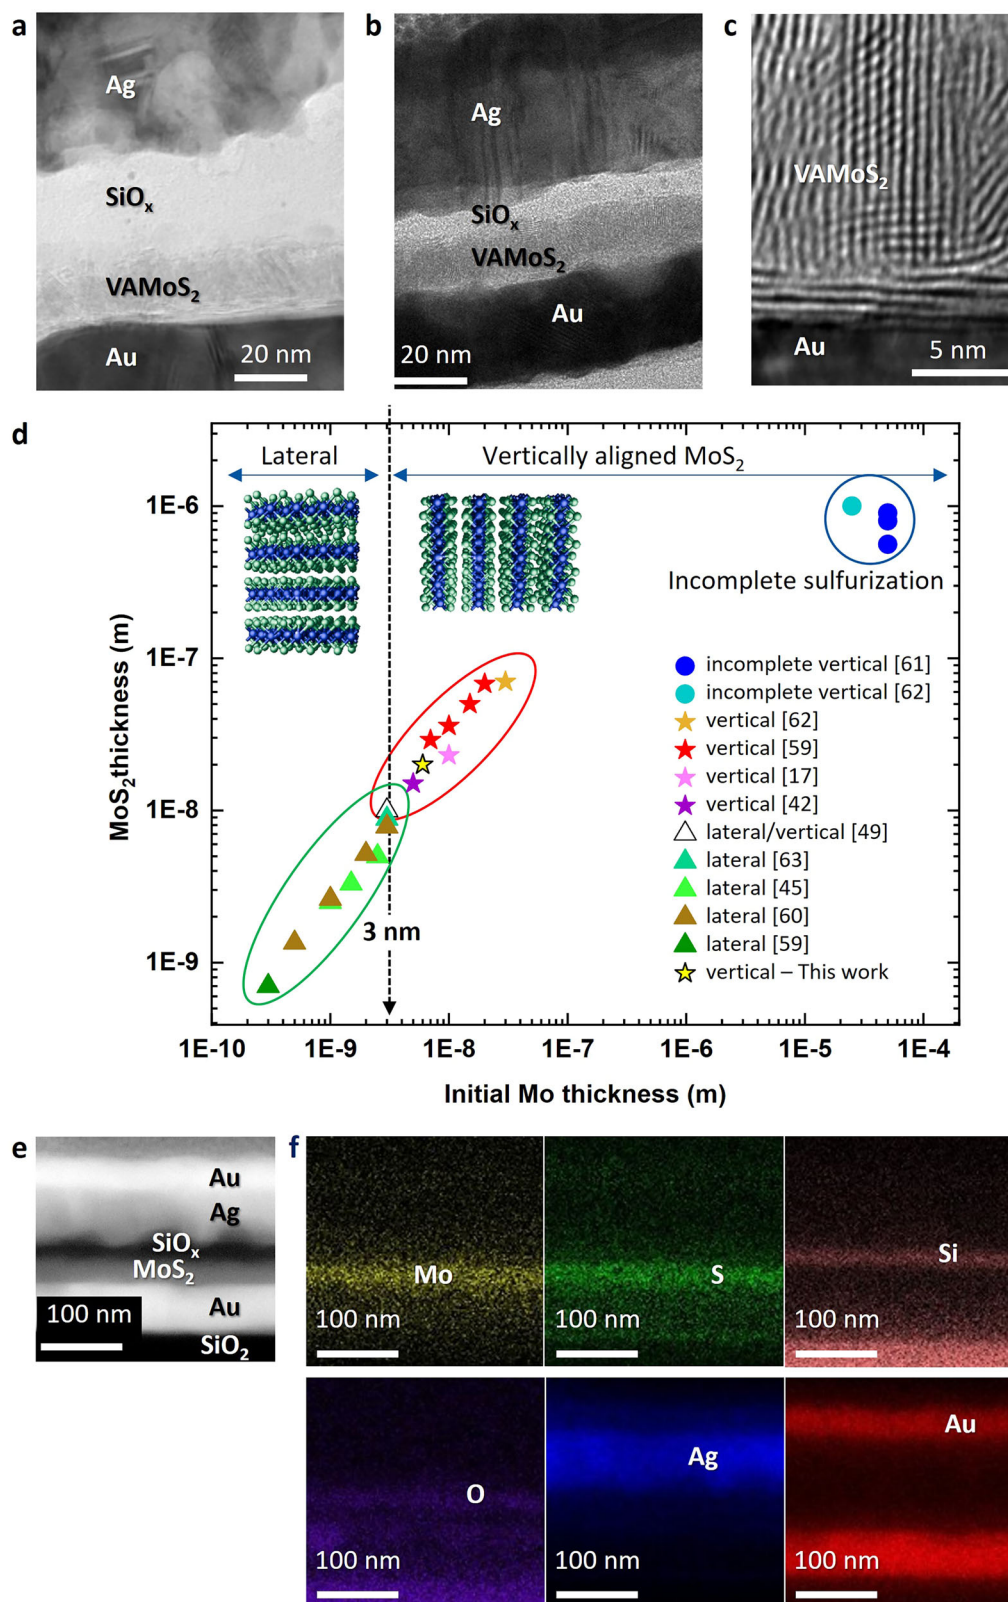 a
Ag
SiOx
VAMoS2
Au
20 nm
b
Ag
SiOx
VAMoS2
Au
20 nm
c
VAMoS2
Au
5 nm
d
Lateral
Vertically aligned MoS2
Incomplete sulfurization
incomplete vertical [61]
incomplete vertical [62]
vertical [62]
vertical [59]
vertical [17]
vertical [42]
lateral/vertical [49]
lateral [63]
lateral [45]
lateral [60]
lateral [59]
vertical – This work
3 nm
MoS2thickness (m)
1E-6
1E-7
1E-8
1E-9
1E-10
1E-9
1E-8
1E-7
1E-6
1E-5
1E-4
Initial Mo thickness (m)
e
Au
Ag
SiOx
MoS2
Au
100 nm
SiO2
f
Mo
100 nm
S
100 nm
Si
100 nm
O
100 nm
Ag
100 nm
Au
100 nm